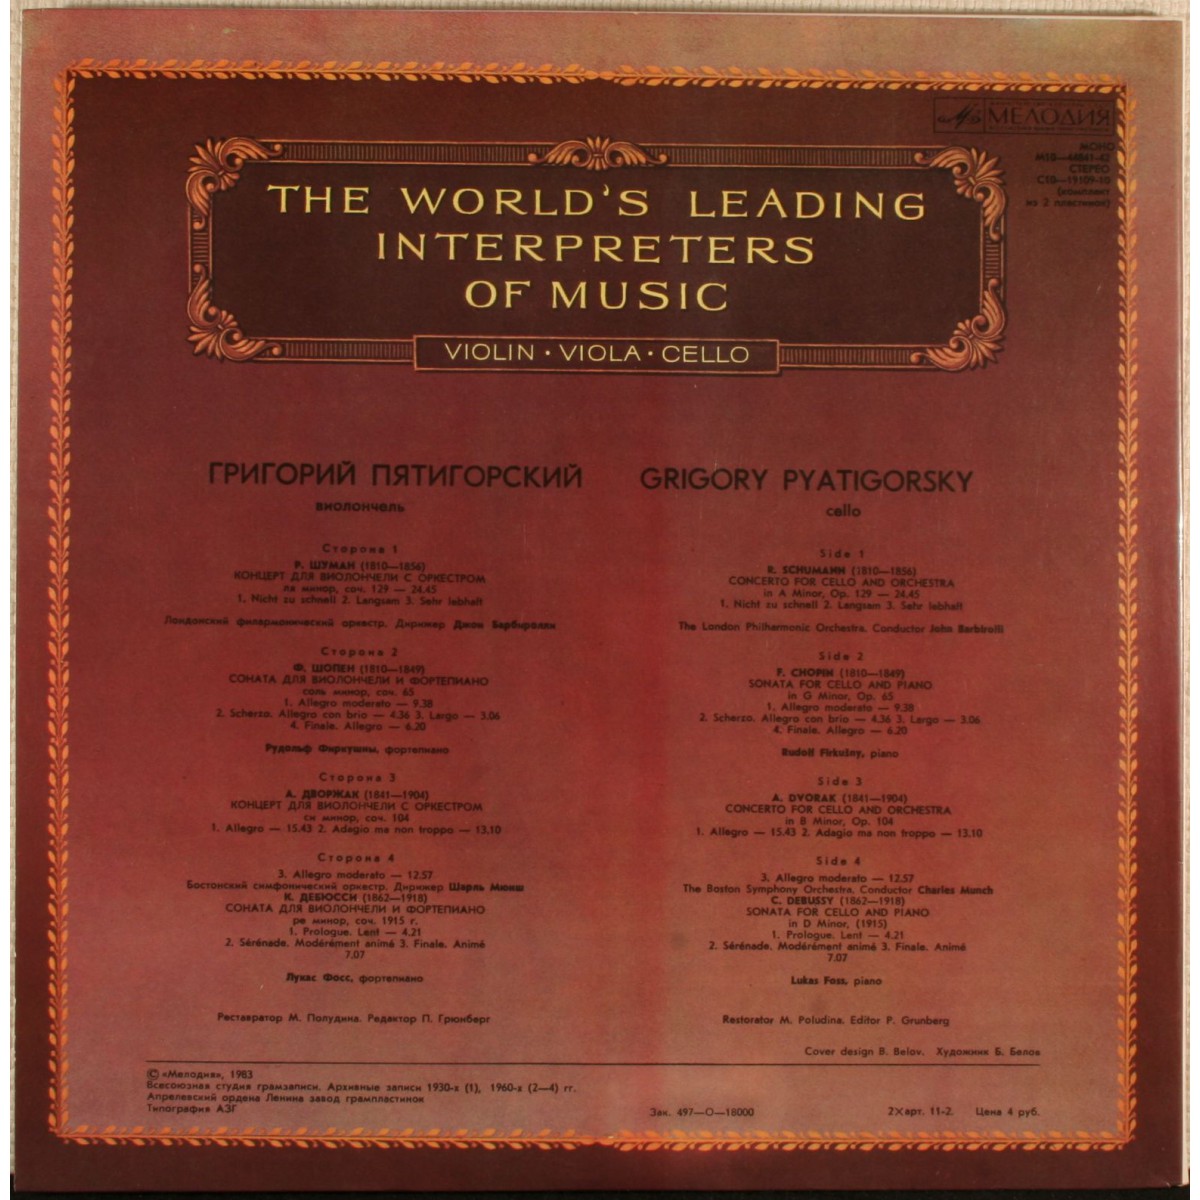 МЕЛОДИЯ
МОНО
М10—44841-42
СТЕРЕО
С10—19109-10
(комплект
из 2 пластинок)
THE WORLD'S LEADING
INTERPRETERS
OF MUSIC
VIOLIN · VIOLA · CELLO
ГРИГОРИЙ ПЯТИГОРСКИЙ
виолончель
Сторона 1
Р. ШУМАН (1810—1856)
КОНЦЕРТ ДЛЯ ВИОЛОНЧЕЛИ С ОРКЕСТРОМ
ля минор, соч. 129 — 24.45
1. Nicht zu schnell 2. Langsam 3. Sehr lebhaft
Лондонский филармонический оркестр. Дирижер Джон Барбиролли
Сторона 2
Ф. ШОПЕН (1810—1849)
СОНАТА ДЛЯ ВИОЛОНЧЕЛИ И ФОРТЕПИАНО
соль минор, соч. 65
1. Allegro moderato — 9.38
2. Scherzo. Allegro con brio — 4.36 3. Largo — 3.06
4. Finale. Allegro — 6.20
Рудольф Фиркушны, фортепиано
Сторона 3
А. ДВОРЖАК (1841—1904)
КОНЦЕРТ ДЛЯ ВИОЛОНЧЕЛИ С ОРКЕСТРОМ
си минор, соч. 104
1. Allegro — 15.43 2. Adagio ma non troppo — 13.10
Сторона 4
3. Allegro moderato — 12.57
Бостонский симфонический оркестр. Дирижер Шарль Мюнш
К. ДЕБЮССИ (1862—1918)
СОНАТА ДЛЯ ВИОЛОНЧЕЛИ И ФОРТЕПИАНО
ре минор, соч. 1915 г.
1. Prologue. Lent — 4.21
2. Sérénade. Modérément animé 3. Finale. Animé
7.07
Лукас Фосс, фортепиано
Реставратор М. Полудина. Редактор П. Грюнберг
GRIGORY PYATIGORSKY
cello
Side 1
R. SCHUMANN (1810—1856)
CONCERTO FOR CELLO AND ORCHESTRA
in A Minor, Op. 129 — 24.45
1. Nicht zu schnell 2. Langsam 3. Sehr lebhaft
The London Philharmonic Orchestra. Conductor John Barbirolli
Side 2
F. CHOPIN (1810—1849)
SONATA FOR CELLO AND PIANO
in G Minor, Op. 65
1. Allegro moderato — 9.38
2. Scherzo. Allegro con brio — 4.36 3. Largo — 3.06
4. Finale. Allegro — 6.20
Rudolf Firkušny, piano
Side 3
A. DVORAK (1841—1904)
CONCERTO FOR CELLO AND ORCHESTRA
in B Minor, Op. 104
1. Allegro — 15.43 2. Adagio ma non troppo — 13.10
Side 4
3. Allegro moderato — 12.57
The Boston Symphony Orchestra. Conductor Charles Munch
C. DEBUSSY (1862—1918)
SONATA FOR CELLO AND PIANO
in D Minor, (1915)
1. Prologue. Lent — 4.21
2. Sérénade. Modérément animé 3. Finale. Animé
7.07
Lukas Foss, piano
Restorator M. Poludina. Editor P. Grunberg
Cover design B. Belov. Художник Б. Белов
© «Мелодия», 1983
Всесоюзная студия грамзаписи. Архивные записи 1930-х (1), 1960-х (2—4) гг.
Апрелевский ордена Ленина завод грампластинок
Типография АЗГ
Зак. 497—О—18000
2Харт. 11-2. Цена 4 руб.